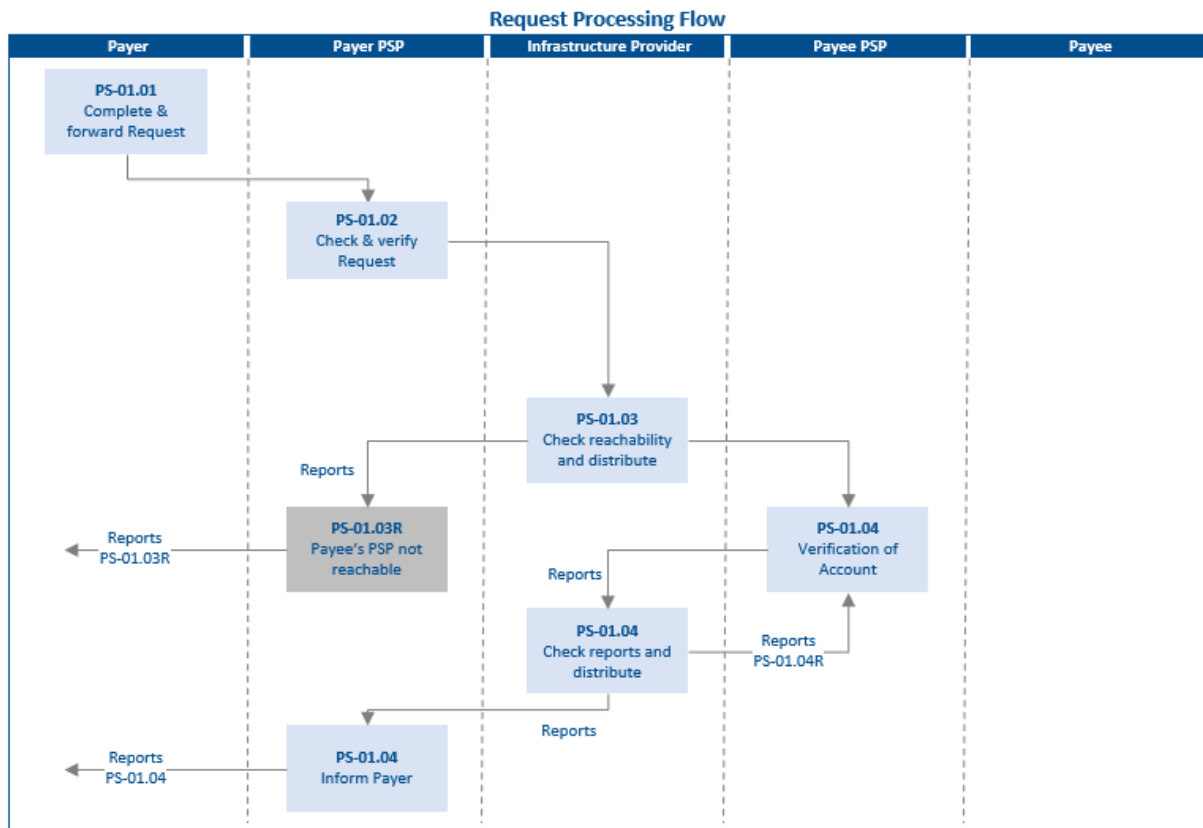 Request Processing Flow
Payer
Payer PSP
Infrastructure Provider
Payee PSP
Payee
PS-01.01
Complete &
forward Request
PS-01.02
Check & verify
Request
PS-01.03
Check reachability
and distribute
Reports
PS-01.03R
Payee's PSP not
reachable
Reports
PS-01.03R
PS-01.04
Verification of
Account
Reports
PS-01.04
Check reports and
distribute
Reports
PS-01.04R
Reports
PS-01.04
Inform Payer
Reports
PS-01.04